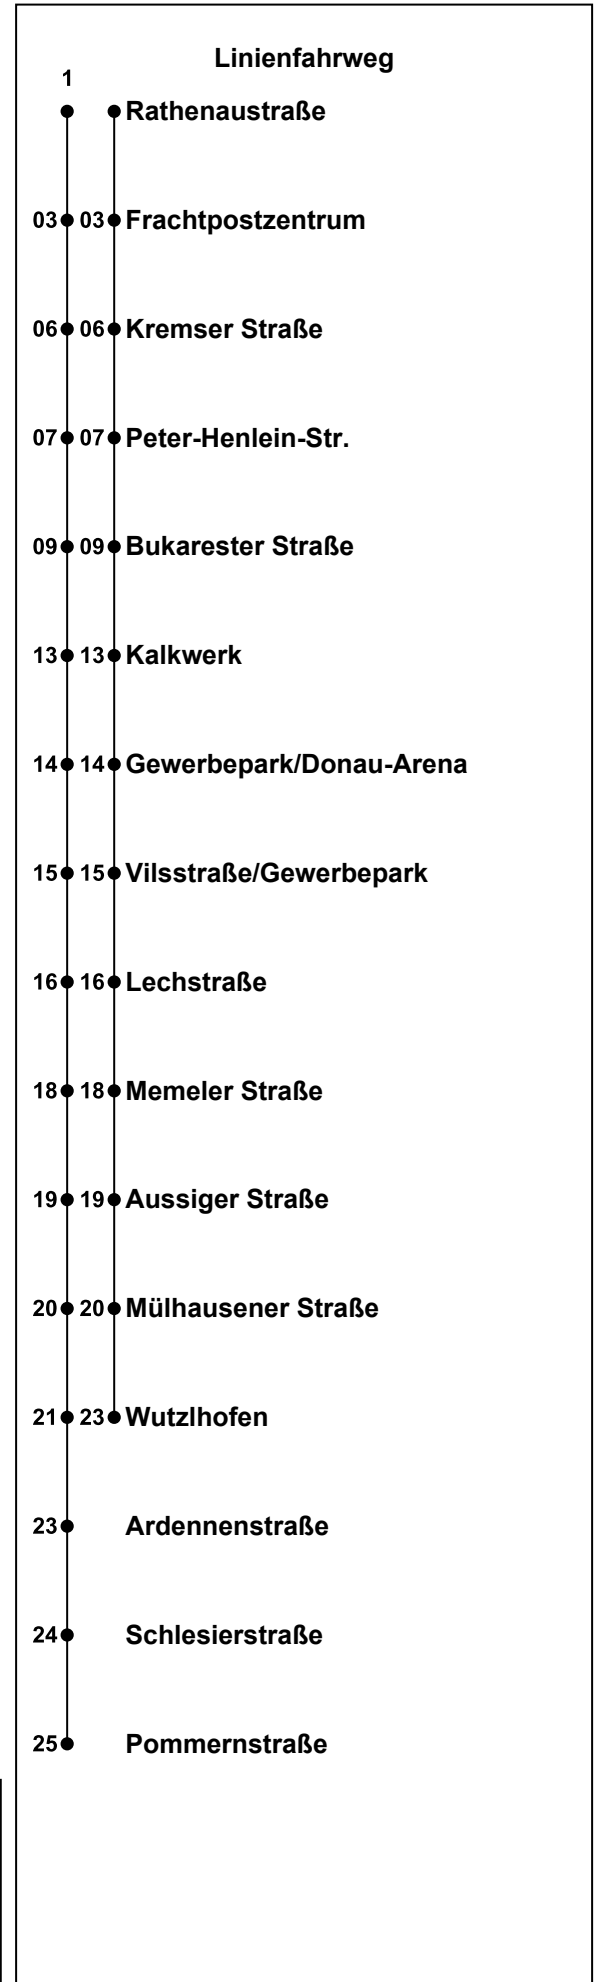 Linienfahrweg
1
Rathenaustraße
03 03 Frachtpostzentrum
06 06 Kremser Straße
07 07 Peter-Henlein-Str.
09 09 Bukarester Straße
13 13 Kalkwerk
14 14 Gewerbepark/Donau-Arena
15 15 Vilsstraße/Gewerbepark
16 16 Lechstraße
18 18 Memeler Straße
19 19 Aussiger Straße
20 20 Mülhausener Straße
21 23 Wutzlhofen
23 Ardennenstraße
24 Schlesierstraße
25 Pommernstraße